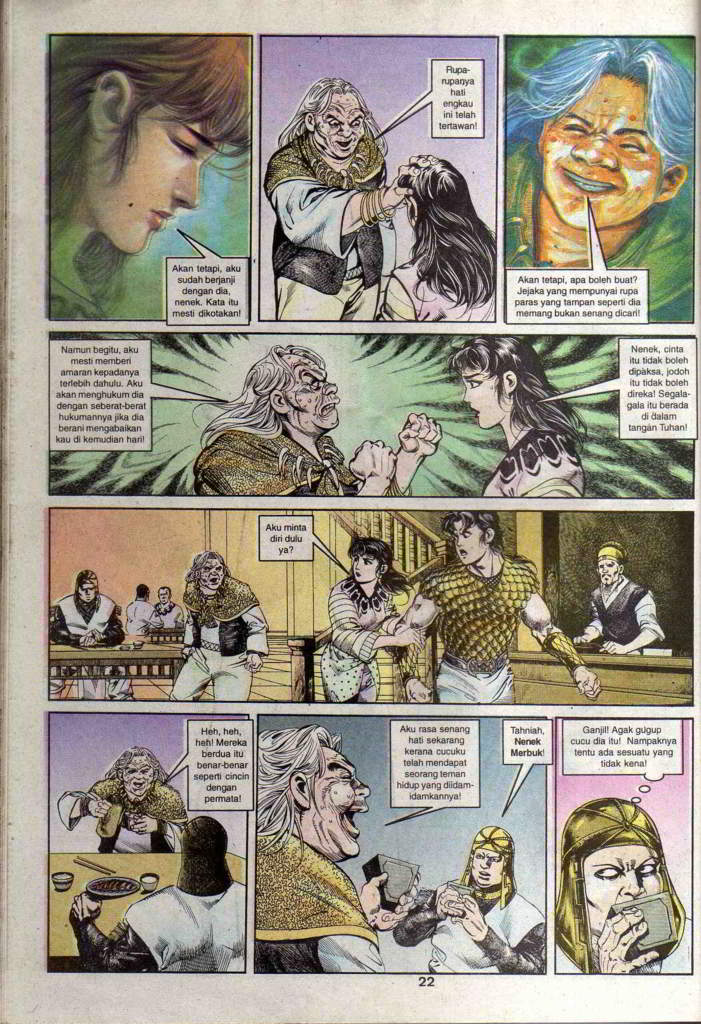 Akan tetapi, aku
sudah berjanji
dengan dia,
nenek. Kata itu
mesti dikotakan!
Rupa-
rupanya
hati
engkau
ini telah
tertawan!
Akan tetapi, apa boleh buat?
Jejaka yang mempunyai rupa
paras yang tampan seperti dia
memang bukan senang dicari!
Namun begitu, aku
mesti memberi
amaran kepadanya
terlebih dahulu. Aku
akan menghukum dia
dengan seberat-berat
hukumannya jika dia
berani mengabaikan
kau di kemudian hari!
Nenek, cinta
itu tidak boleh
dipaksa, jodoh
itu tidak boleh
direka! Segala-
gala itu berada
di dalam
tangan Tuhan!
Aku minta
diri dulu
ya?
Heh, heh,
heh! Mereka
berdua itu
benar-benar
seperti cincin
dengan
permata!
Aku rasa senang
hati sekarang
kerana cucuku
telah mendapat
seorang teman
hidup yang diidam-
idamkannya!
Tahniah,
Nenek
Merbuk!
Ganjil! Agak gugup
cucu dia itu! Nampaknya
tentu ada sesuatu yang
tidak kena!
22